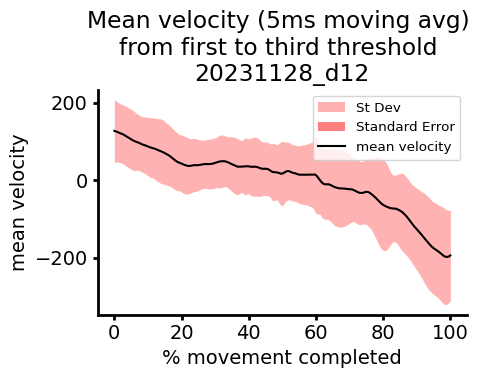 Mean velocity (5ms moving avg)
from first to third threshold
20231128_d12
St Dev
Standard Error
mean velocity
mean velocity
200
0
−200
0
20
40
60
80
100
% movement completed